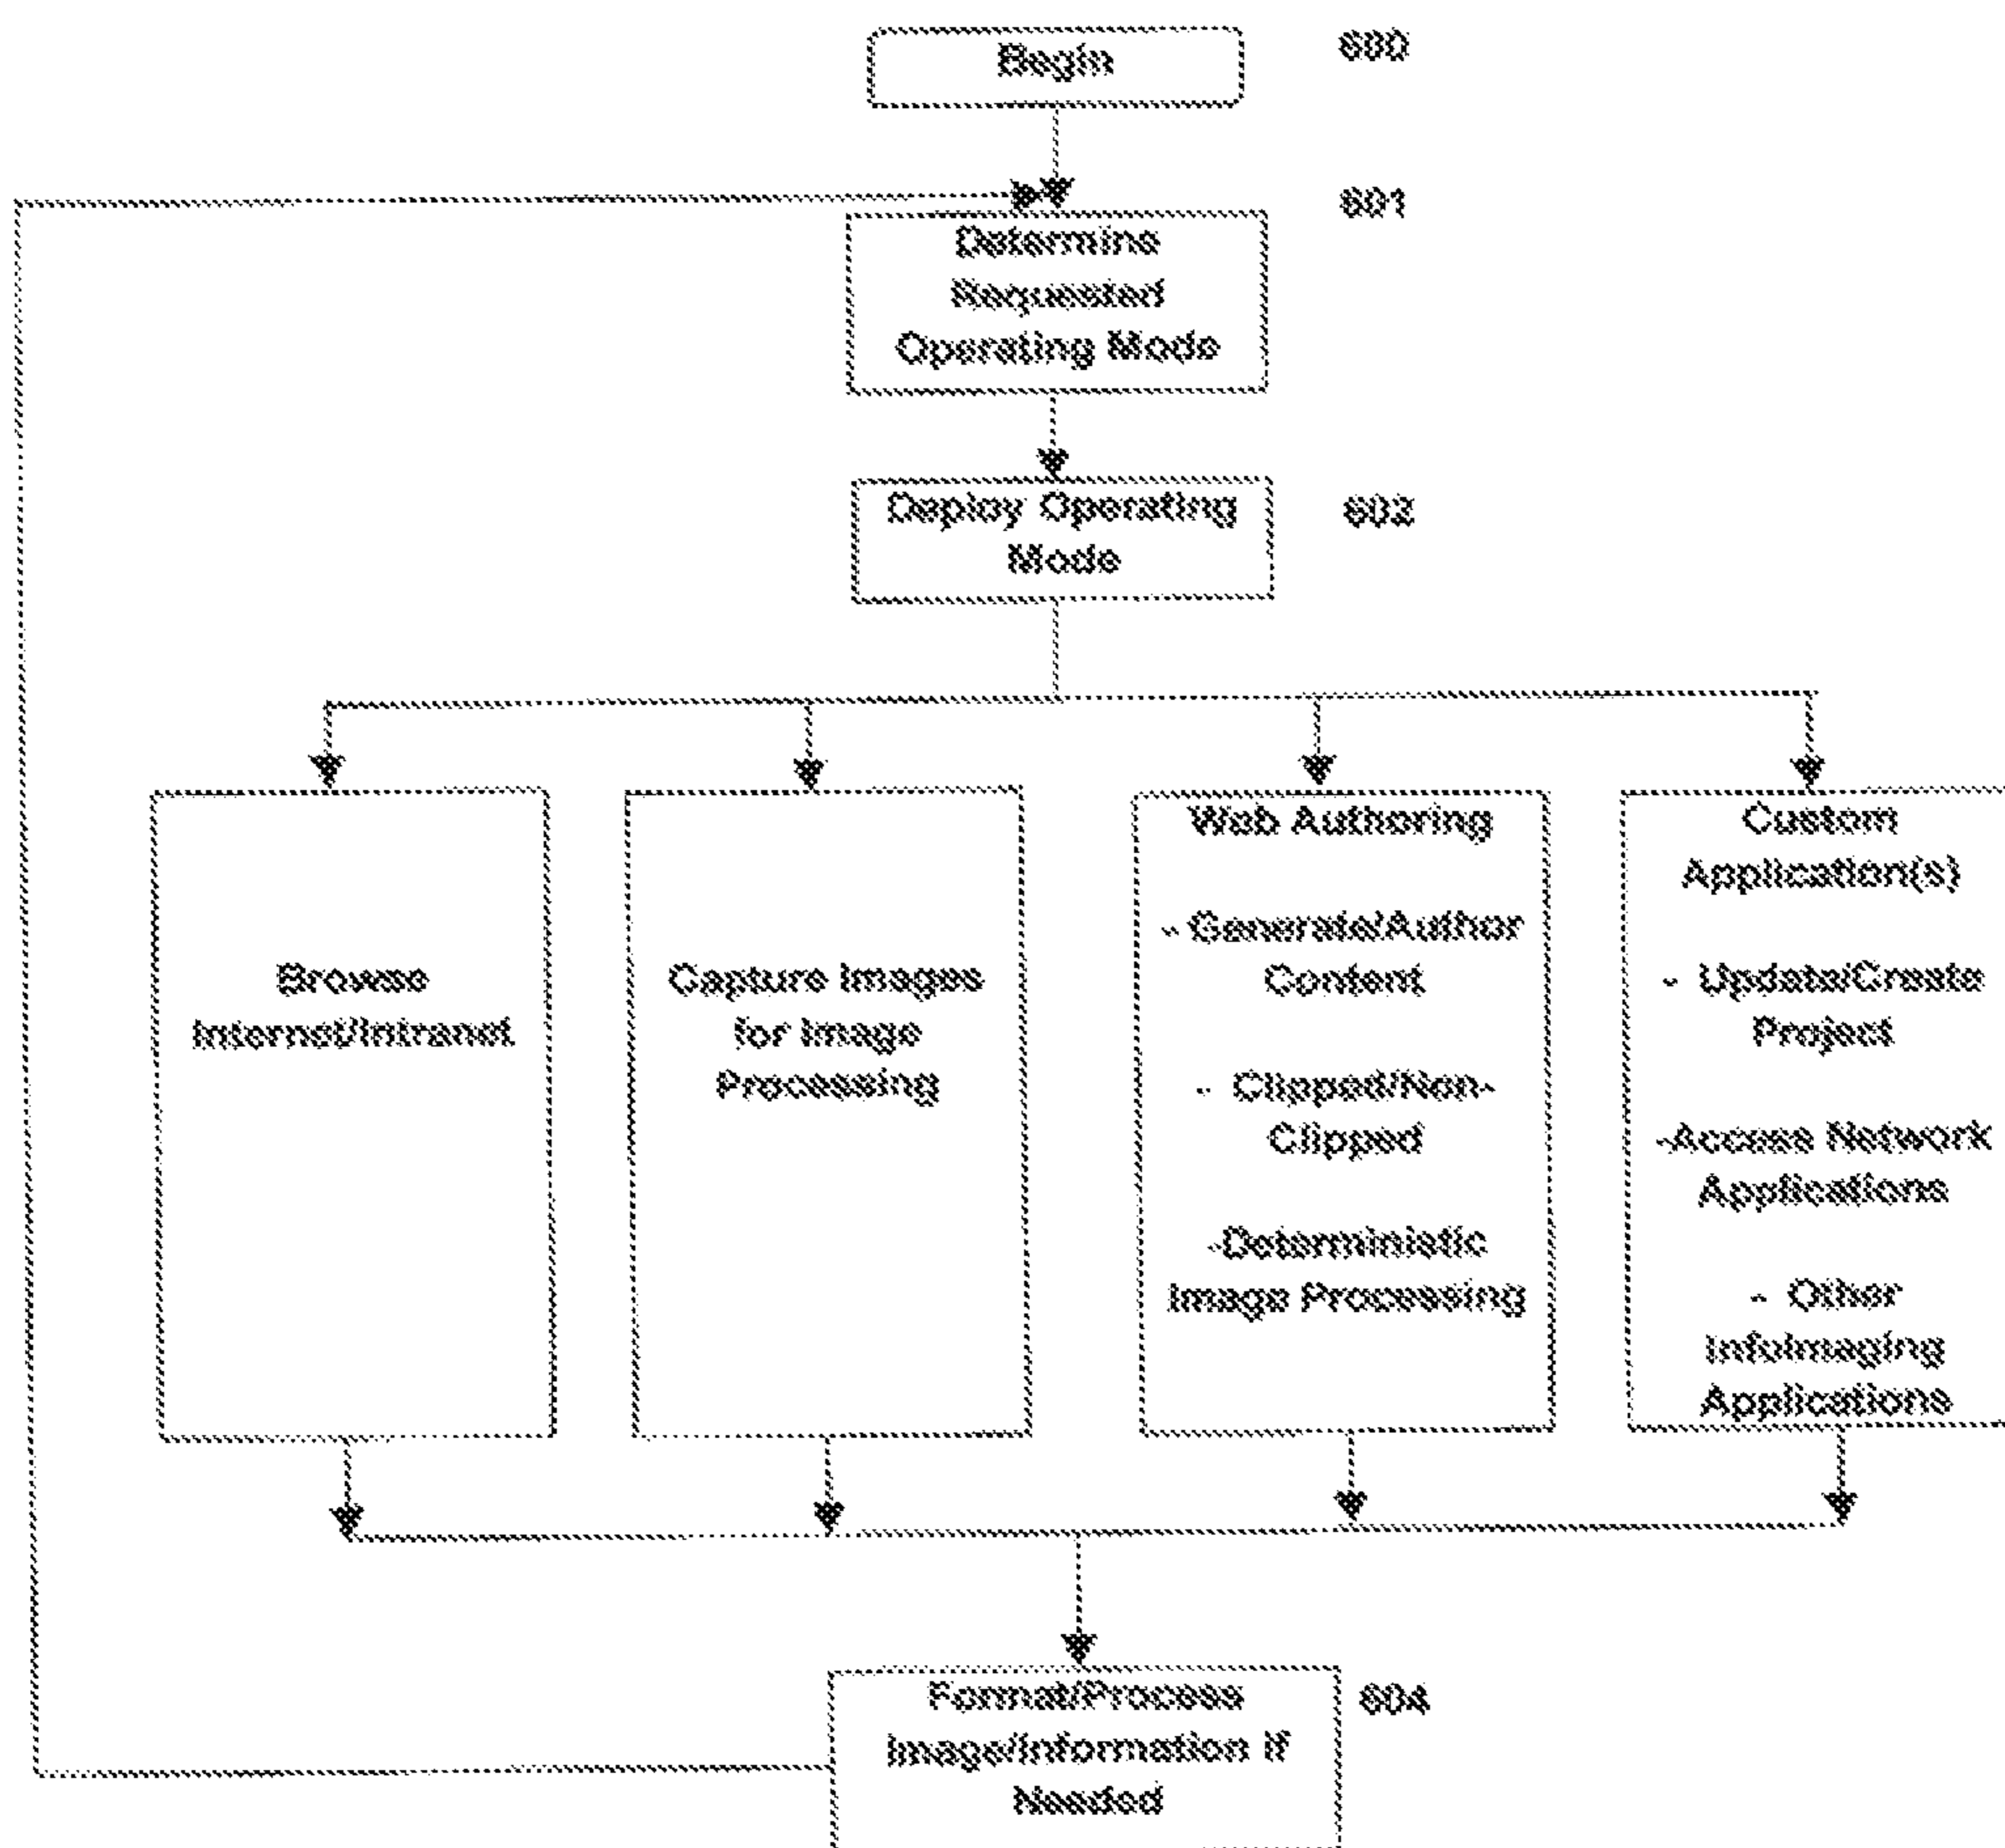 Begin
600
601
Determine
Requested
Operating Mode
Deploy Operating
Mode
602
Browse
Internet/Intranet
Capture Images
for Image
Processing
Web Authoring
- Generate/Author
Content
- Clipped/Non-
Clipped
-Deterministic
Image Processing
Custom
Application(s)
- Update/Create
Project
-Access Network
Applications
- Other
InfoImaging
Applications
Format/Process
Image/Information If
Needed
604